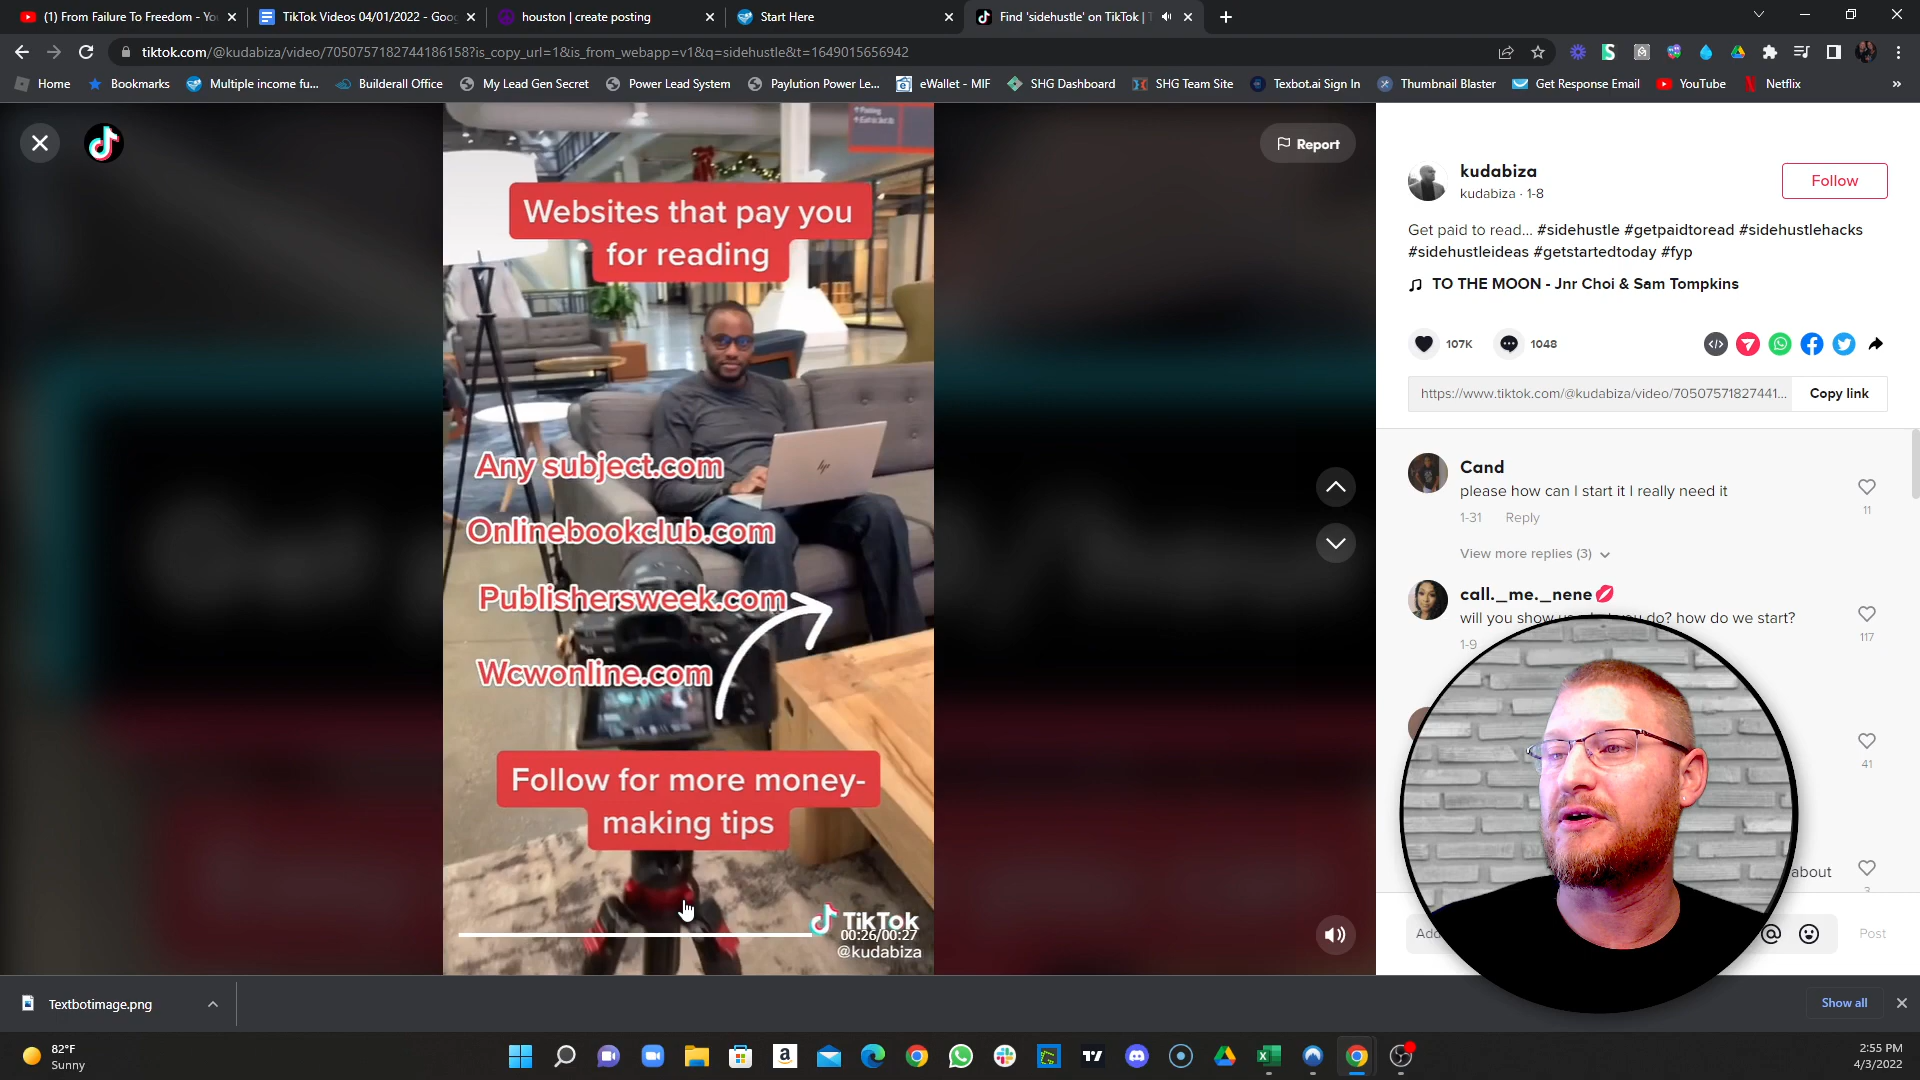 (1) From Failure To Freedom - Yo
TikTok Videos 04/01/2022 - Goog
houston | create posting
Start Here
Find 'sidehustle' on TikTok | T
tiktok.com/@kudabiza/video/7050757182744186158?is_copy_url=1&is_from_webapp=v1&q=sidehustle&t=1649015656942
Home
Bookmarks
Multiple income fu...
Builderall Office
My Lead Gen Secret
Power Lead System
Paylution Power Le...
eWallet - MIF
SHG Dashboard
SHG Team Site
Texbot.ai Sign In
Thumbnail Blaster
Get Response Email
YouTube
Netflix
»
Report
Websites that pay you
for reading
Any subject.com
Onlinebookclub.com
Publishersweek.com
Wcwonline.com
Follow for more money-
making tips
TikTok
00:26/00:27
@kudabiza
hp
kudabiza
kudabiza · 1-8
Follow
Get paid to read... #sidehustle #getpaidtoread #sidehustlehacks
#sidehustleideas #getstartedtoday #fyp
TO THE MOON - Jnr Choi & Sam Tompkins
107K
1048
https://www.tiktok.com/@kudabiza/video/70507571827441...
Copy link
Cand
please how can I start it I really need it
11
1-31 Reply
View more replies (3)
call._me._nene💋
will you show us what you do? how do we start?
117
1-9
41
about
3
Add
Post
Textbotimage.png
Show all
82°F
Sunny
2:55 PM
4/3/2022